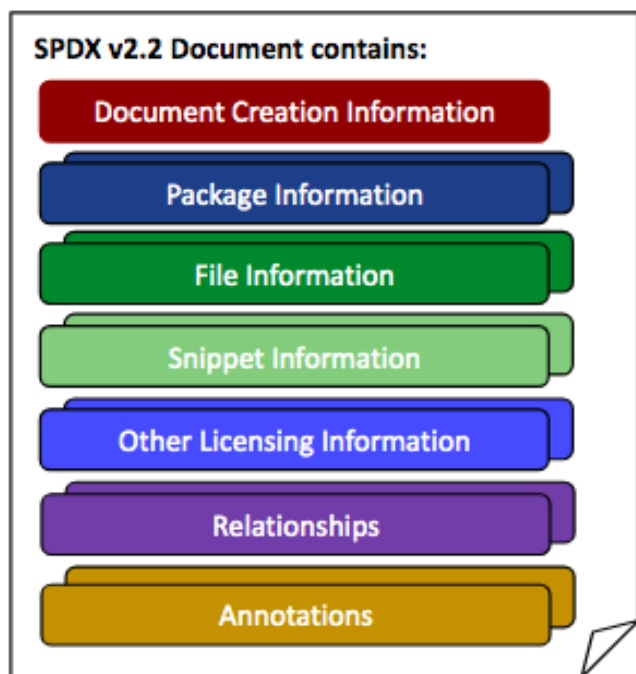 SPDX v2.2 Document contains:
Document Creation Information
Package Information
File Information
Snippet Information
Other Licensing Information
Relationships
Annotations